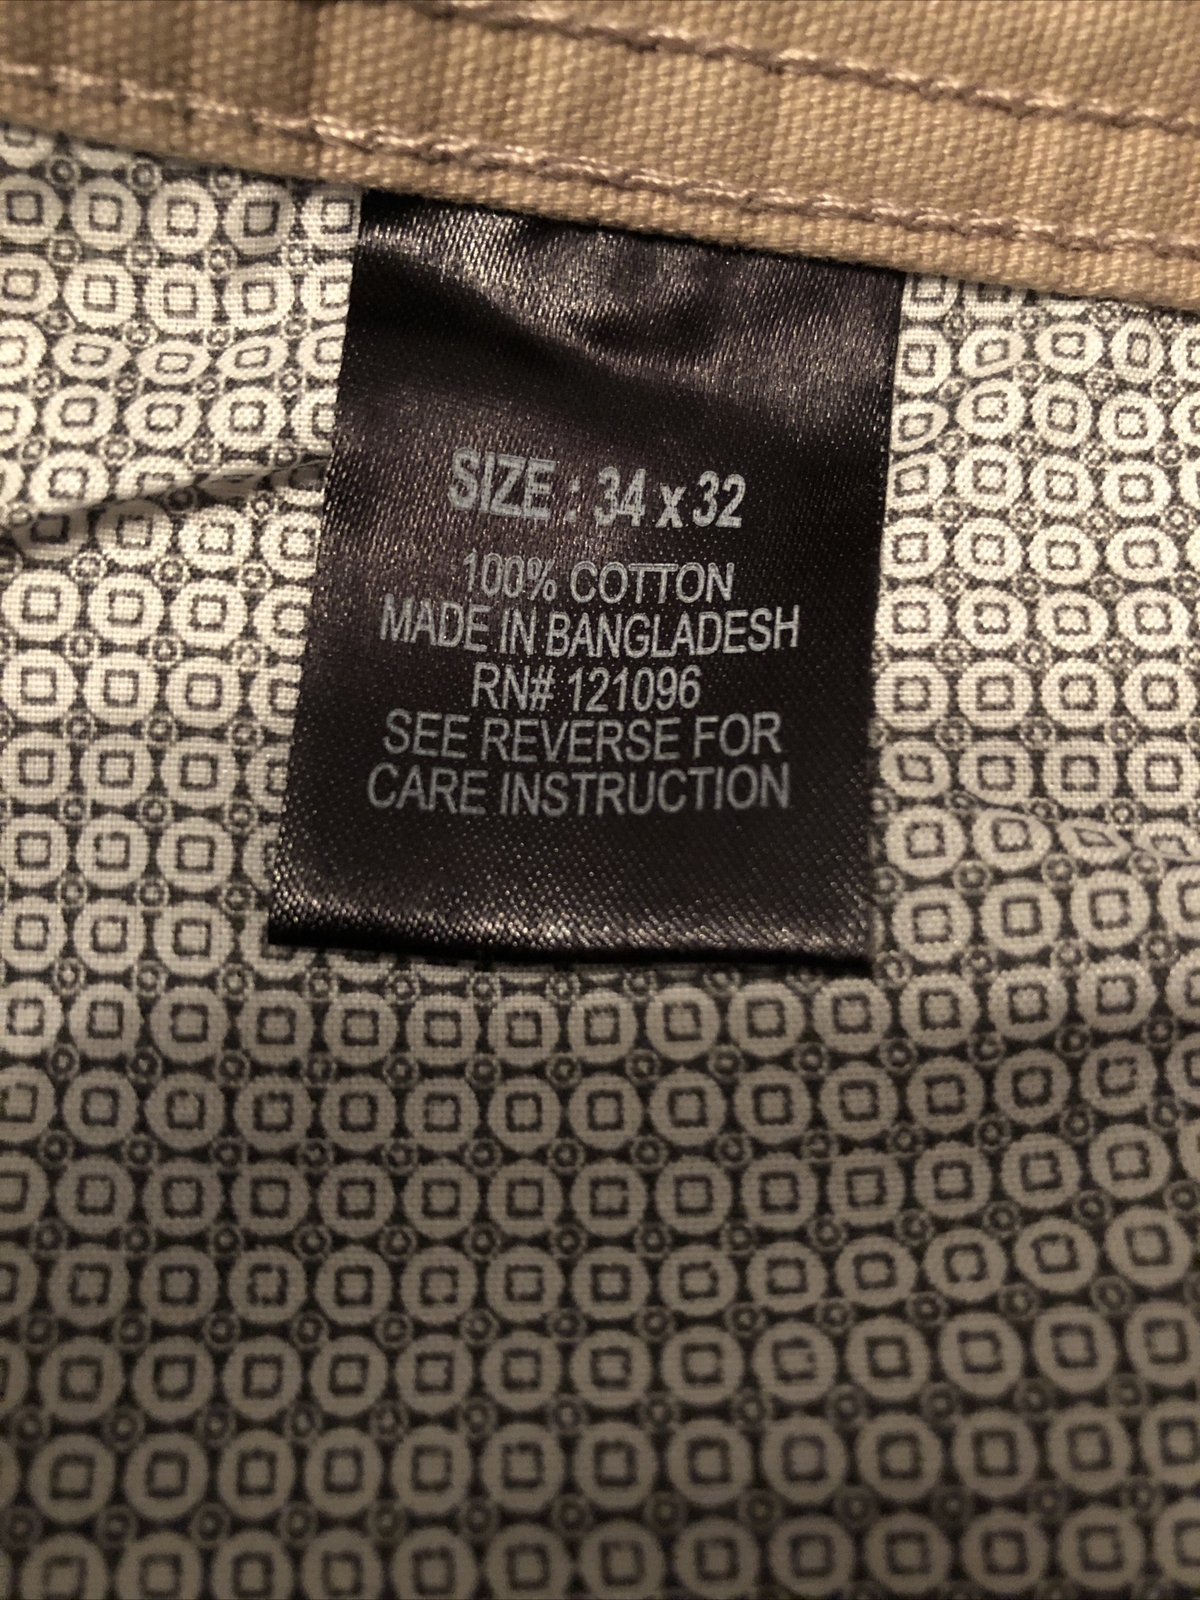 SIZE : 34 x 32
100% COTTON
MADE IN BANGLADESH
RN# 121096
SEE REVERSE FOR
CARE INSTRUCTION